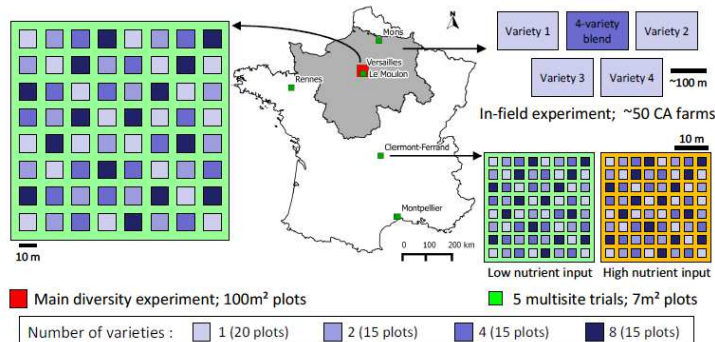 Mons
Versailles
Le Moulon
Rennes
Clermont-Ferrand
Montpellier
N
0 100 200 km
10 m
Variety 1
4-variety
blend
Variety 2
Variety 3
Variety 4
~100 m
In-field experiment; ~50 CA farms
10 m
Low nutrient input
High nutrient input
Main diversity experiment; 100m² plots
5 multisite trials; 7m² plots
Number of varieties :
1 (20 plots)
2 (15 plots)
4 (15 plots)
8 (15 plots)